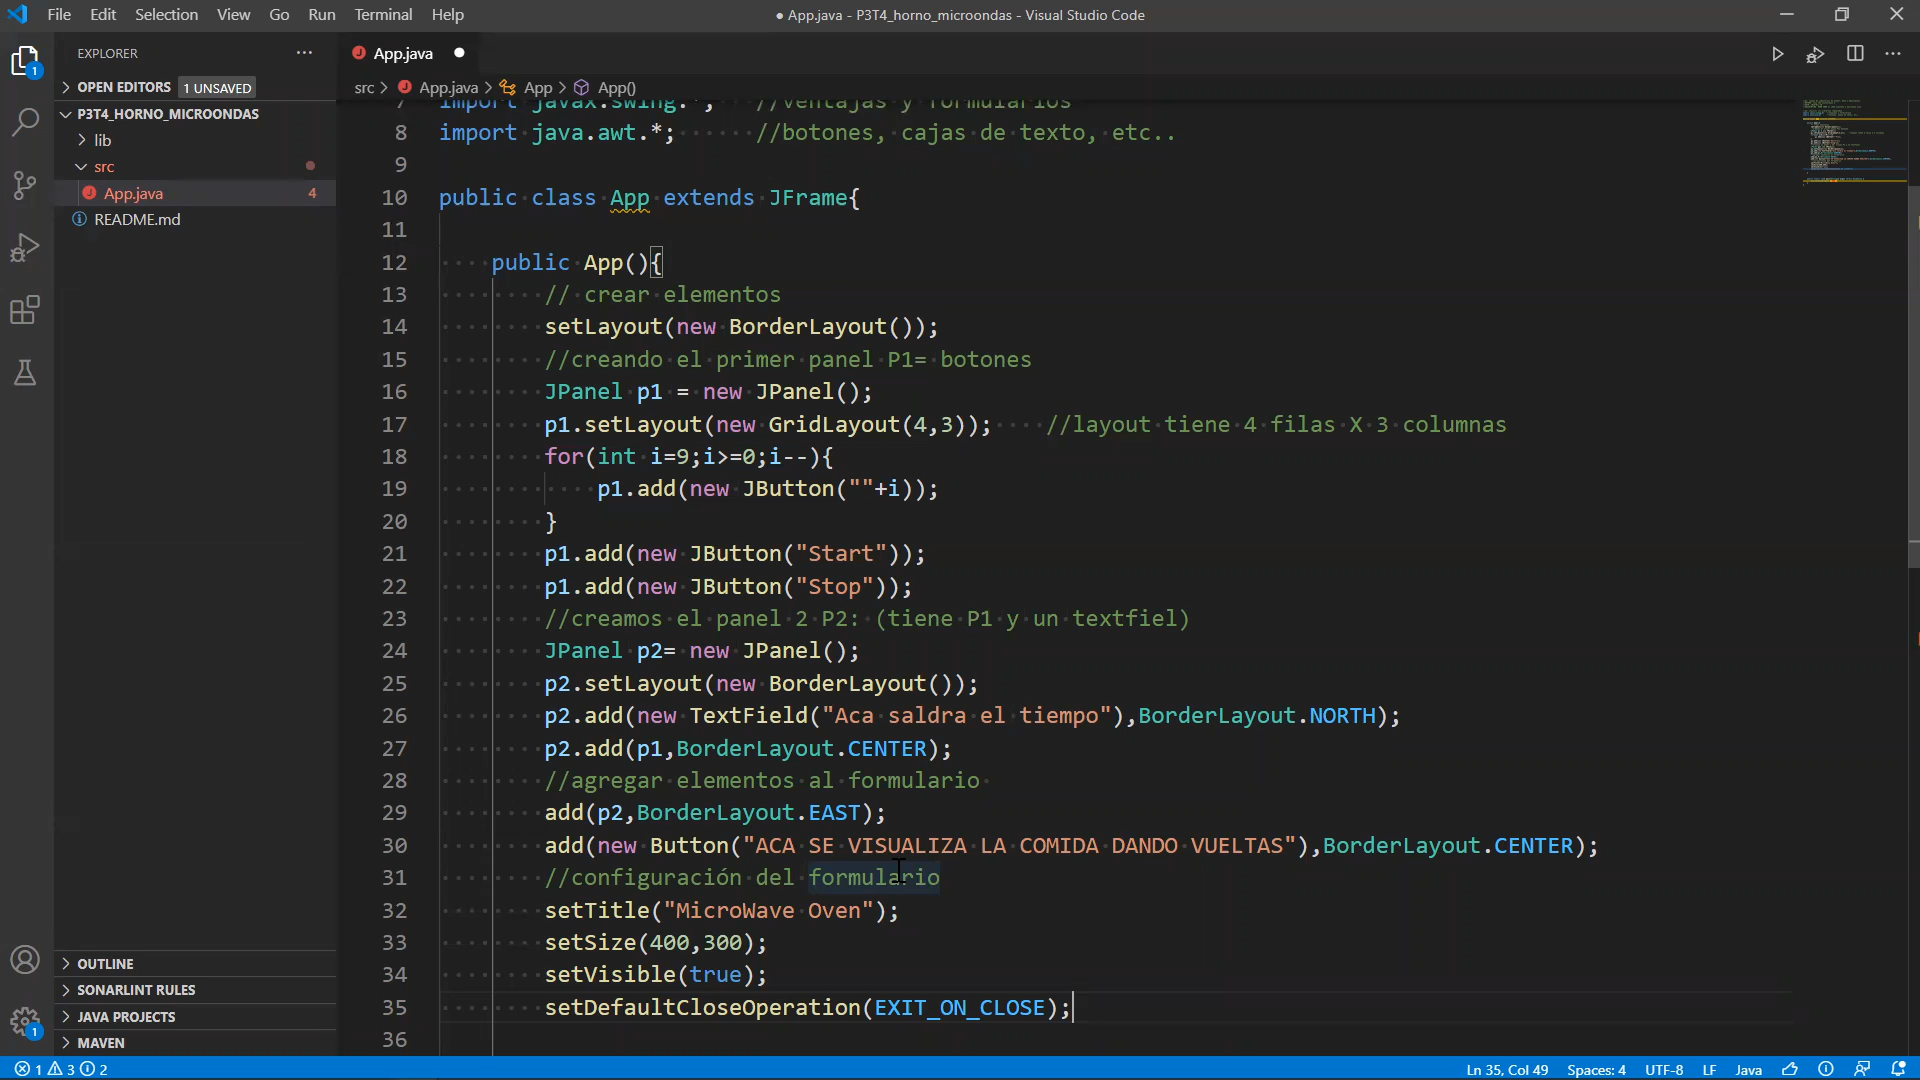 File Edit Selection View Go Run Terminal Help
● App.java - P3T4_horno_microondas - Visual Studio Code
EXPLORER
OPEN EDITORS 1 UNSAVED
P3T4_HORNO_MICROONDAS
lib
src
App.java 4
README.md
OUTLINE
SONARLINT RULES
JAVA PROJECTS
MAVEN
1
1
App.java
src > App.java > App > App()
7 import javax.swing.*; //ventajas y formularios
8 import java.awt.*; //botones, cajas de texto, etc..
9
10 public class App extends JFrame{
11
12 public App(){
13 // crear elementos
14 setLayout(new BorderLayout());
15 //creando el primer panel P1= botones
16 JPanel p1 = new JPanel();
17 p1.setLayout(new GridLayout(4,3)); //layout tiene 4 filas X 3 columnas
18 for(int i=9;i>=0;i--){
19 p1.add(new JButton(""+i));
20 }
21 p1.add(new JButton("Start"));
22 p1.add(new JButton("Stop"));
23 //creamos el panel 2 P2: (tiene P1 y un textfiel)
24 JPanel p2= new JPanel();
25 p2.setLayout(new BorderLayout());
26 p2.add(new TextField("Aca saldra el tiempo"),BorderLayout.NORTH);
27 p2.add(p1,BorderLayout.CENTER);
28 //agregar elementos al formulario
29 add(p2,BorderLayout.EAST);
30 add(new Button("ACA SE VISUALIZA LA COMIDA DANDO VUELTAS"),BorderLayout.CENTER);
31 //configuración del formulario
32 setTitle("MicroWave Oven");
33 setSize(400,300);
34 setVisible(true);
35 setDefaultCloseOperation(EXIT_ON_CLOSE);
36
1 3 2
Ln 35, Col 49 Spaces: 4 UTF-8 LF Java